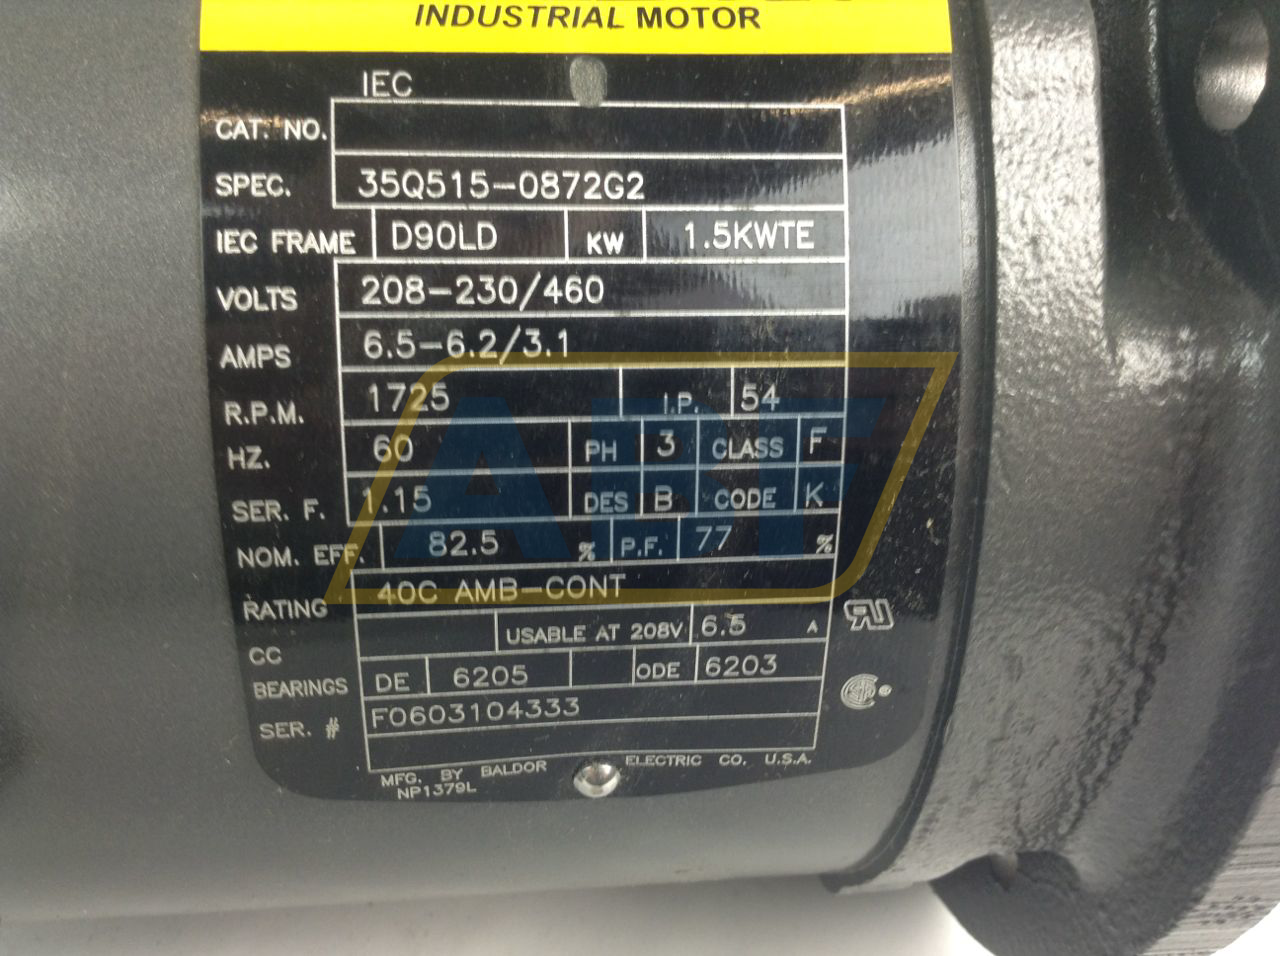 INDUSTRIAL MOTOR
IEC
CAT. NO.
SPEC. 35Q515-0872G2
IEC FRAME D90LD KW 1.5KWTE
VOLTS 208-230/460
AMPS 6.5-6.2/3.1
R.P.M. 1725 I.P. 54
HZ. 60 PH 3 CLASS F
SER. F. 1.15 DES B CODE K
NOM. EFF. 82.5 % P.F. 77 %
RATING 40C AMB-CONT
CC USABLE AT 208V 6.5 A
BEARINGS DE 6205 ODE 6203
SER. # F0603104333
MFG. BY BALDOR ELECTRIC CO. U.S.A.
NP1379L
ABF